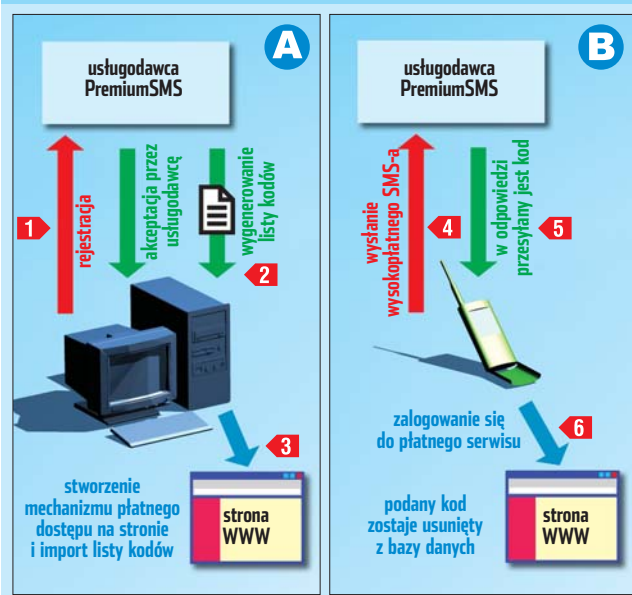 A
usługodawca
PremiumSMS
1
rejestracja
akceptacja przez
usługodawcę
wygenerowanie
listy kodów
2
3
stworzenie
mechanizmu płatnego
dostępu na stronie
i import listy kodów
strona
WWW
B
usługodawca
PremiumSMS
wysłanie
wysokopłatnego SMS-a
4
w odpowiedzi
przesyłany jest kod
5
zalogowanie się
do płatnego serwisu
6
podany kod
zostaje usunięty
z bazy danych
strona
WWW